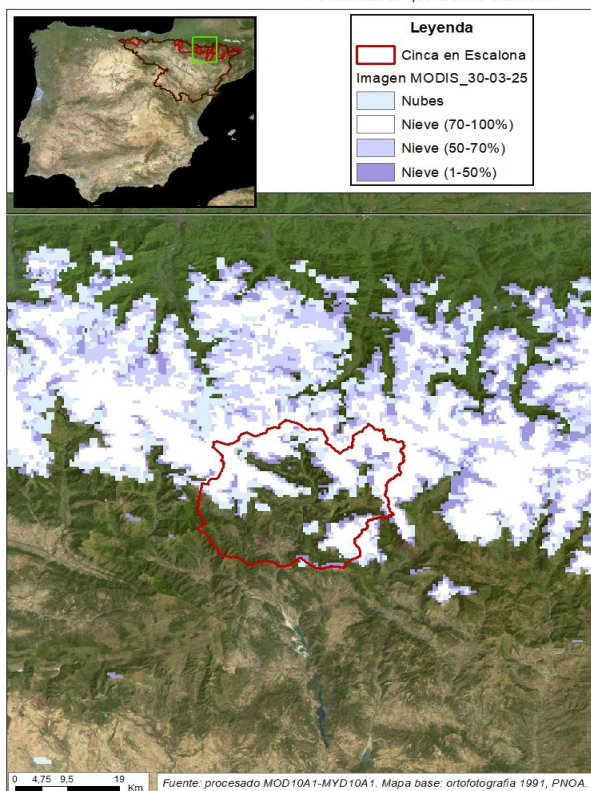 Leyenda
Cinca en Escalona
Imagen MODIS_30-03-25
Nubes
Nieve (70-100%)
Nieve (50-70%)
Nieve (1-50%)
0 4,75 9,5 19
Km
Fuente: procesado MOD10A1-MYD10A1. Mapa base: ortofotografia 1991, PNOA.